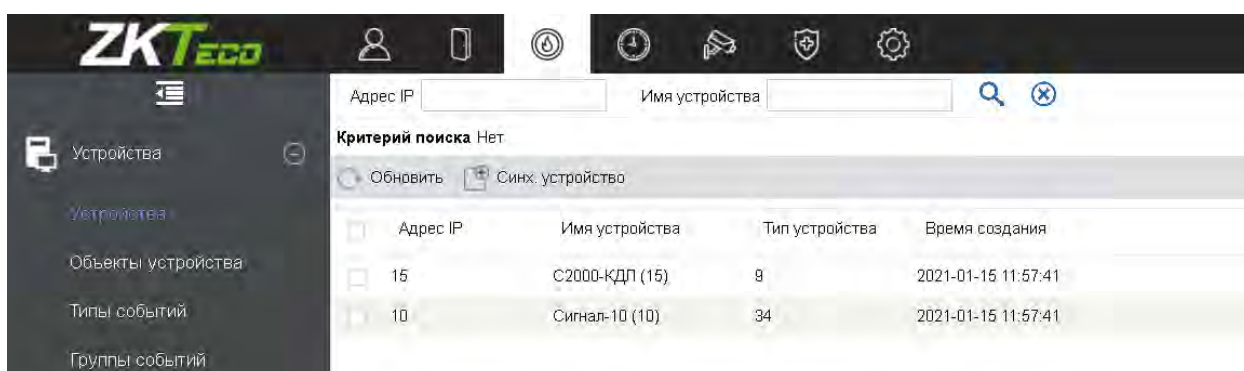 ZKTECO
Адрес IP Имя устройства
Критерий поиска Нет
Устройства
Обновить Синх. устройство
Устройства
Адрес IP Имя устройства Тип устройства Время создания
Объекты устройства
15 С2000-КДЛ (15) 9 2021-01-15 11:57:41
Типы событий
10 Сигнал-10 (10) 34 2021-01-15 11:57:41
Группы событий